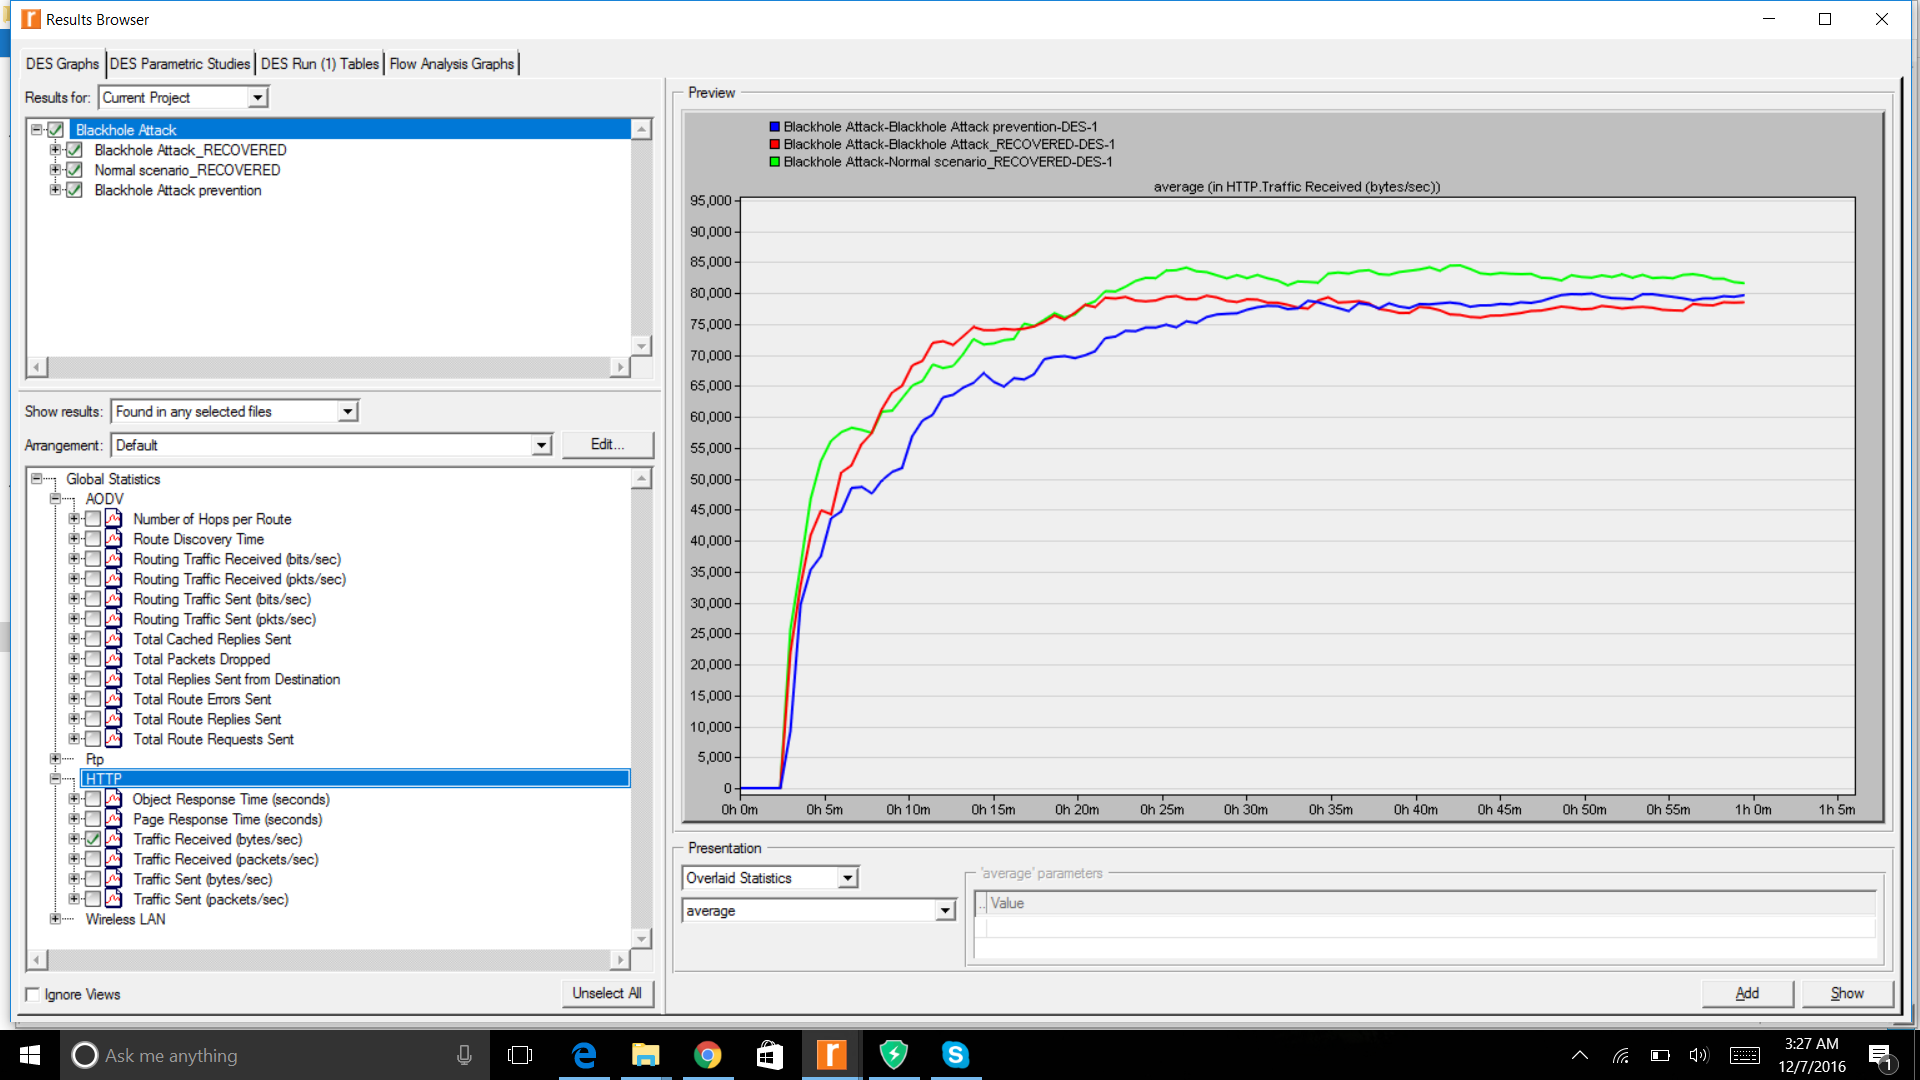 Results Browser
DES Graphs DES Parametric Studies DES Run (1) Tables Flow Analysis Graphs
Results for: Current Project
Blackhole Attack
Blackhole Attack_RECOVERED
Normal scenario_RECOVERED
Blackhole Attack prevention
Show results: Found in any selected files
Arrangement: Default Edit...
Global Statistics
AODV
Number of Hops per Route
Route Discovery Time
Routing Traffic Received (bits/sec)
Routing Traffic Received (pkts/sec)
Routing Traffic Sent (bits/sec)
Routing Traffic Sent (pkts/sec)
Total Cached Replies Sent
Total Packets Dropped
Total Replies Sent from Destination
Total Route Errors Sent
Total Route Replies Sent
Total Route Requests Sent
Ftp
HTTP
Object Response Time (seconds)
Page Response Time (seconds)
Traffic Received (bytes/sec)
Traffic Received (packets/sec)
Traffic Sent (bytes/sec)
Traffic Sent (packets/sec)
Wireless LAN
Ignore Views Unselect All
Preview
Blackhole Attack-Blackhole Attack prevention-DES-1
Blackhole Attack-Blackhole Attack_RECOVERED-DES-1
Blackhole Attack-Normal scenario_RECOVERED-DES-1
average (in HTTP.Traffic Received (bytes/sec))
95,000
90,000
85,000
80,000
75,000
70,000
65,000
60,000
55,000
50,000
45,000
40,000
35,000
30,000
25,000
20,000
15,000
10,000
5,000
0
0h 0m 0h 5m 0h 10m 0h 15m 0h 20m 0h 25m 0h 30m 0h 35m 0h 40m 0h 45m 0h 50m 0h 55m 1h 0m 1h 5m
Presentation
Overlaid Statistics
average
'average' parameters
.. Value
Add Show
Ask me anything
3:27 AM
12/7/2016
1